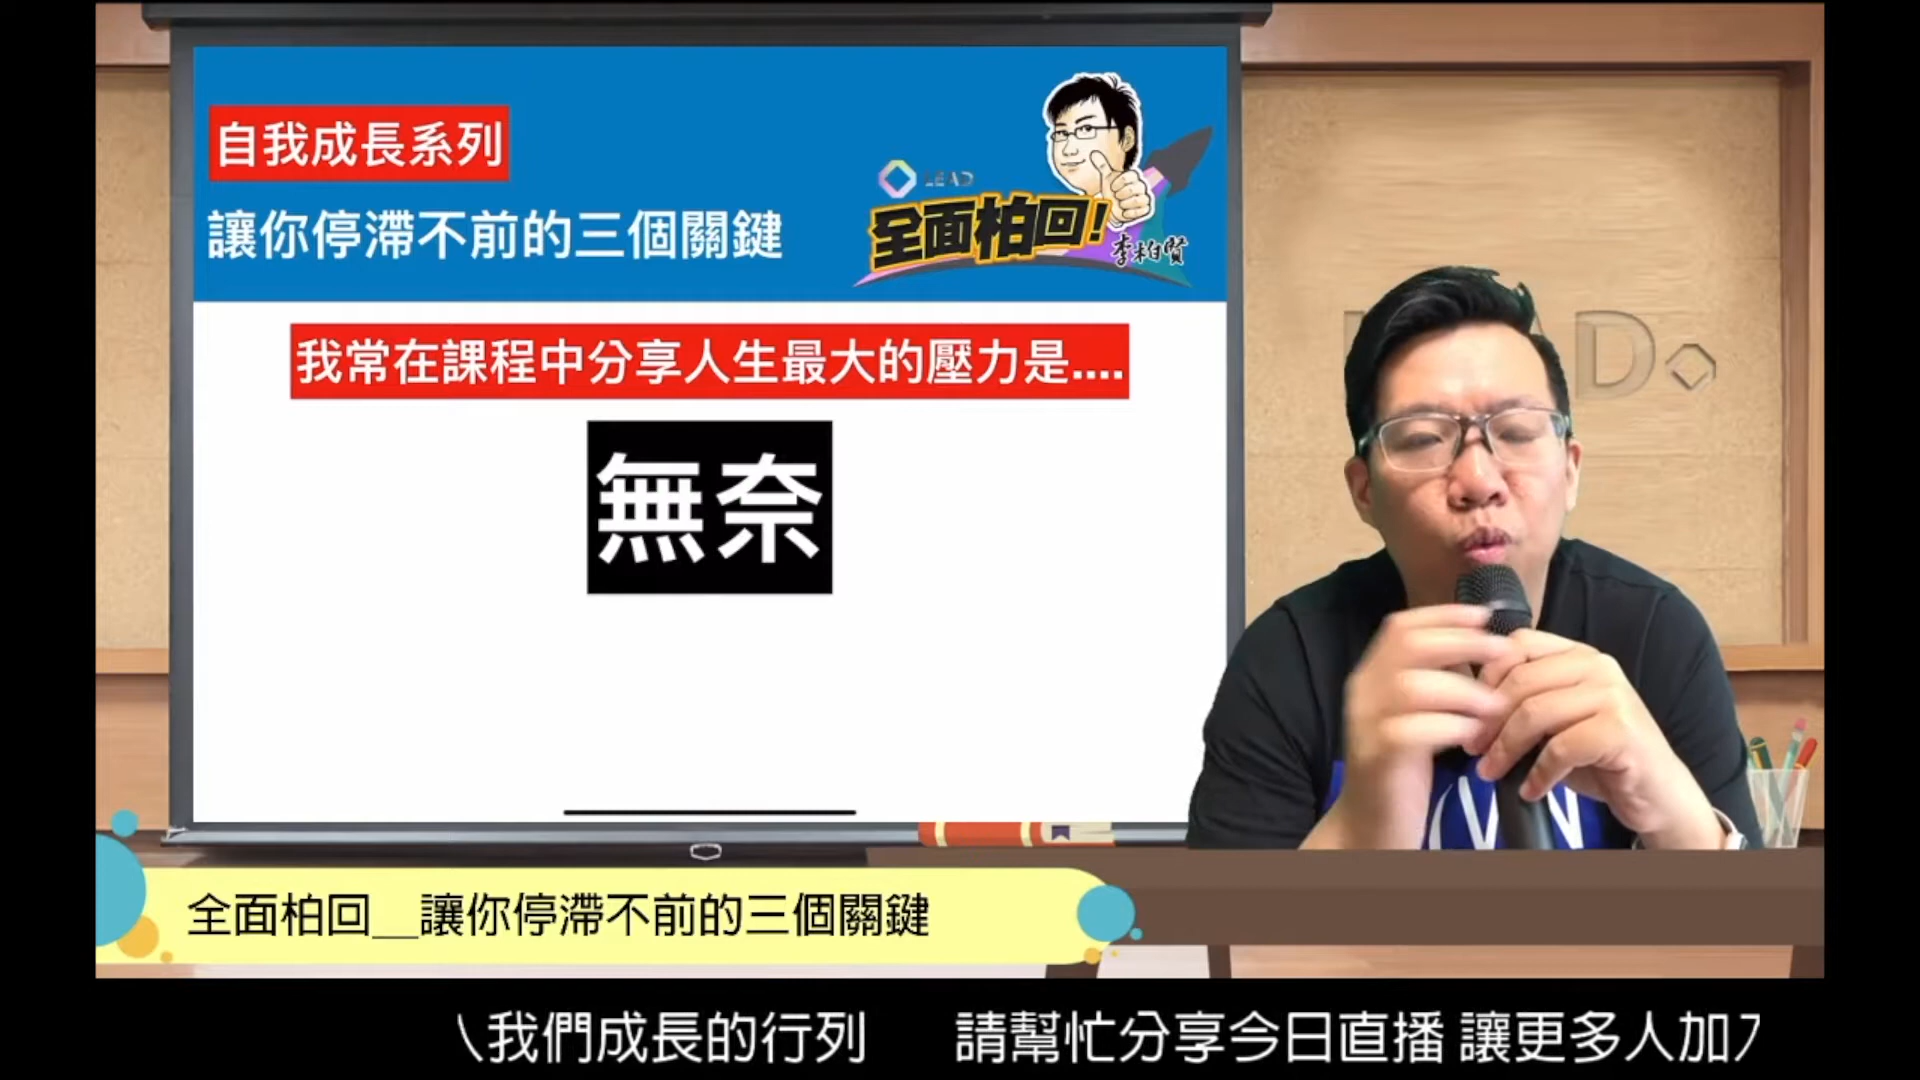 自我成長系列
讓你停滯不前的三個關鍵
LEAD
全面柏回!
李柏賢
我常在課程中分享人生最大的壓力是....
無奈
全面柏回__讓你停滯不前的三個關鍵
我們成長的行列 請幫忙分享今日直播 讓更多人加